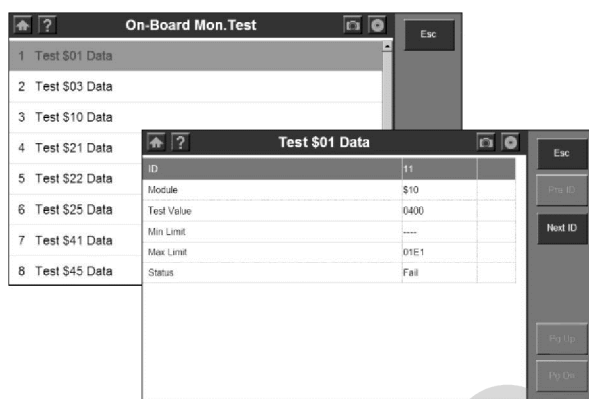 On-Board Mon.Test
Esc
1 Test $01 Data
2 Test $03 Data
3 Test $10 Data
4 Test $21 Data
5 Test $22 Data
6 Test $25 Data
7 Test $41 Data
8 Test $45 Data
Test $01 Data
Esc
ID 11
Pre ID
Module $10
Test Value 0400
Next ID
Min Limit ----
Max Limit 01E1
Status Fail
Pg Up
Pg Dn